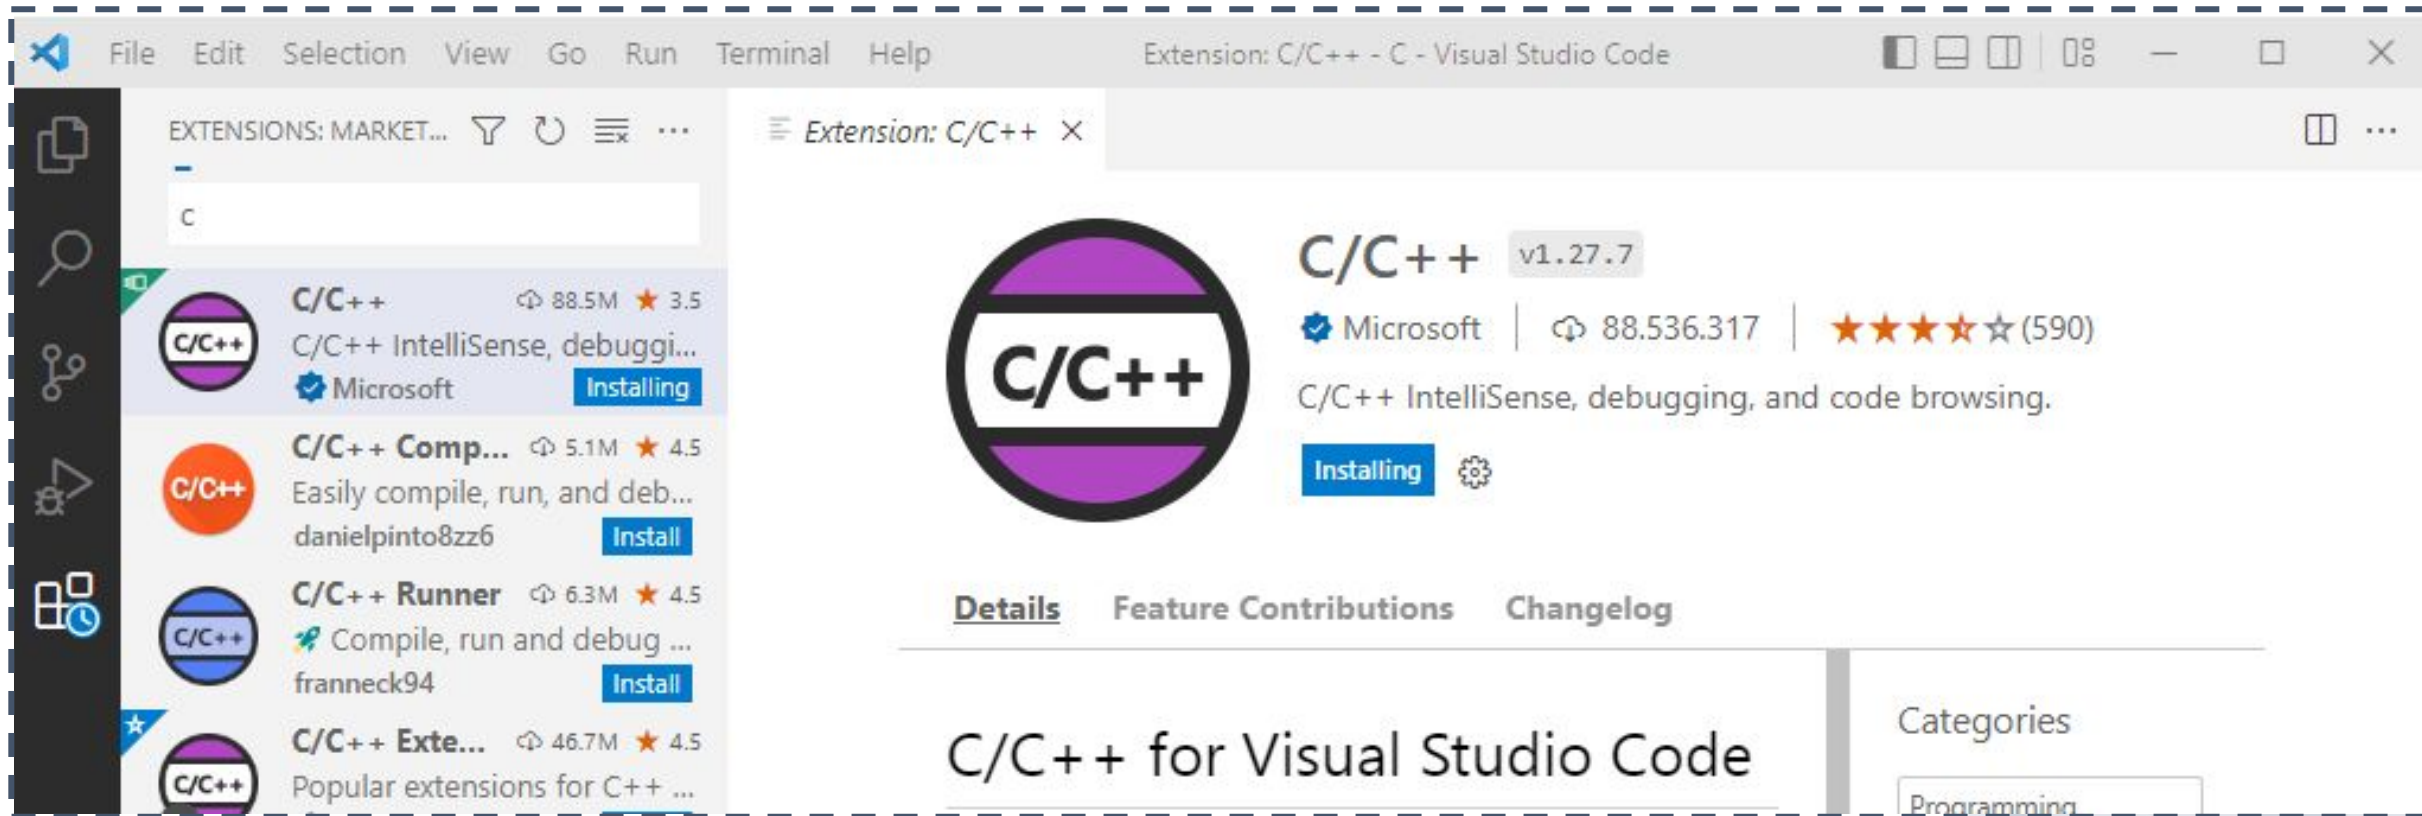 File Edit Selection View Go Run Terminal Help Extension: C/C++ - C - Visual Studio Code
EXTENSIONS: MARKET...
c
C/C++ 88.5M ★ 3.5
C/C++ IntelliSense, debuggi...
Microsoft Installing
C/C++ Comp... 5.1M ★ 4.5
Easily compile, run, and deb...
danielpinto8zz6 Install
C/C++ Runner 6.3M ★ 4.5
🚀 Compile, run and debug ...
franneck94 Install
C/C++ Exte... 46.7M ★ 4.5
Popular extensions for C++ ...
C/C++
C/C++
C/C++
C/C++
Extension: C/C++
C/C++
C/C++ v1.27.7
Microsoft 88.536.317 (590)
C/C++ IntelliSense, debugging, and code browsing.
Installing
Details Feature Contributions Changelog
C/C++ for Visual Studio Code
Categories
Programming